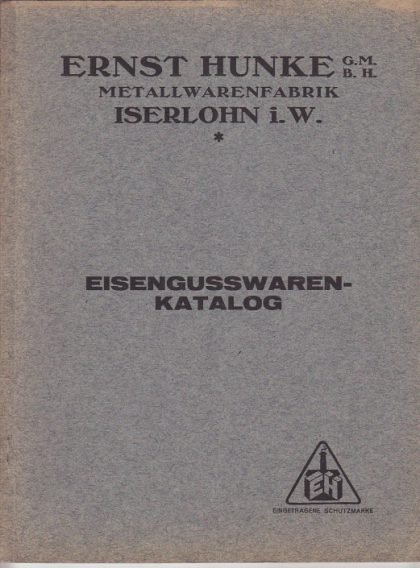 ERNST HUNKE G.M.B.H.
METALLWARENFABRIK
ISERLOHN i.W.
*
EISENGUSSWAREN-
KATALOG
EH
EINGETRAGENE SCHUTZMARKE